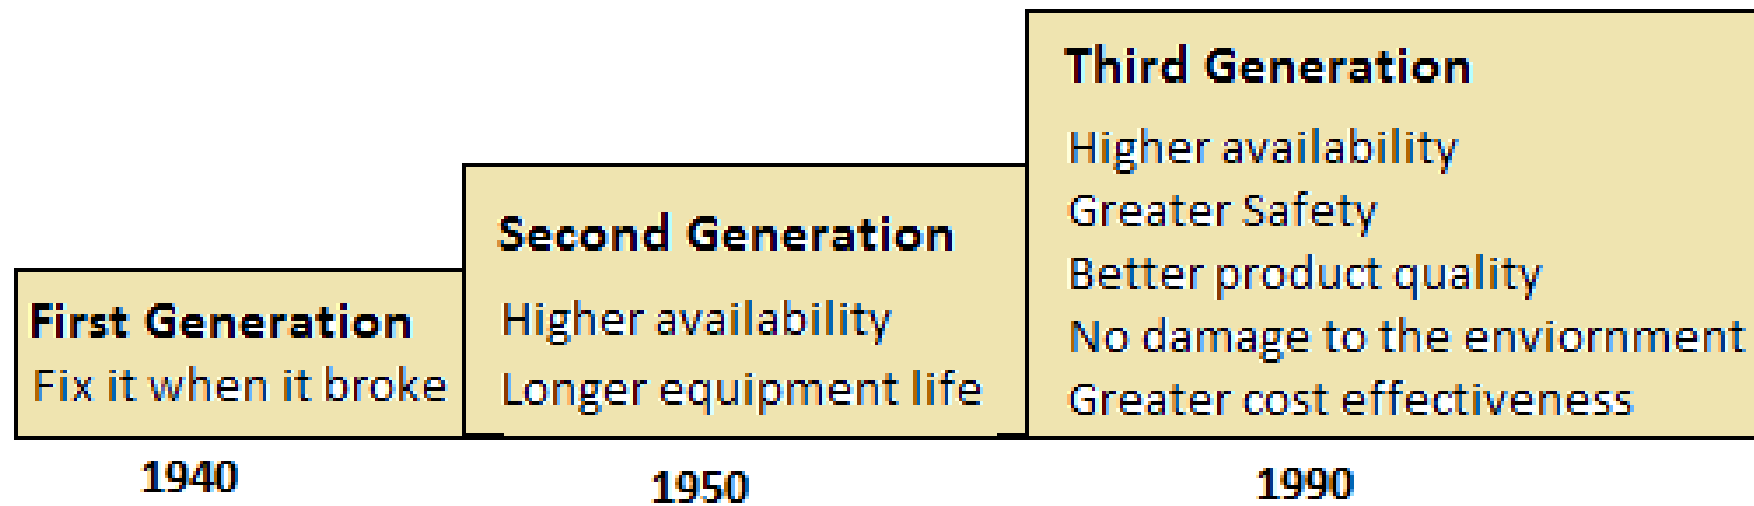 First Generation
Fix it when it broke
1940
Second Generation
Higher availability
Longer equipment life
1950
Third Generation
Higher availability
Greater Safety
Better product quality
No damage to the enviornment
Greater cost effectiveness
1990